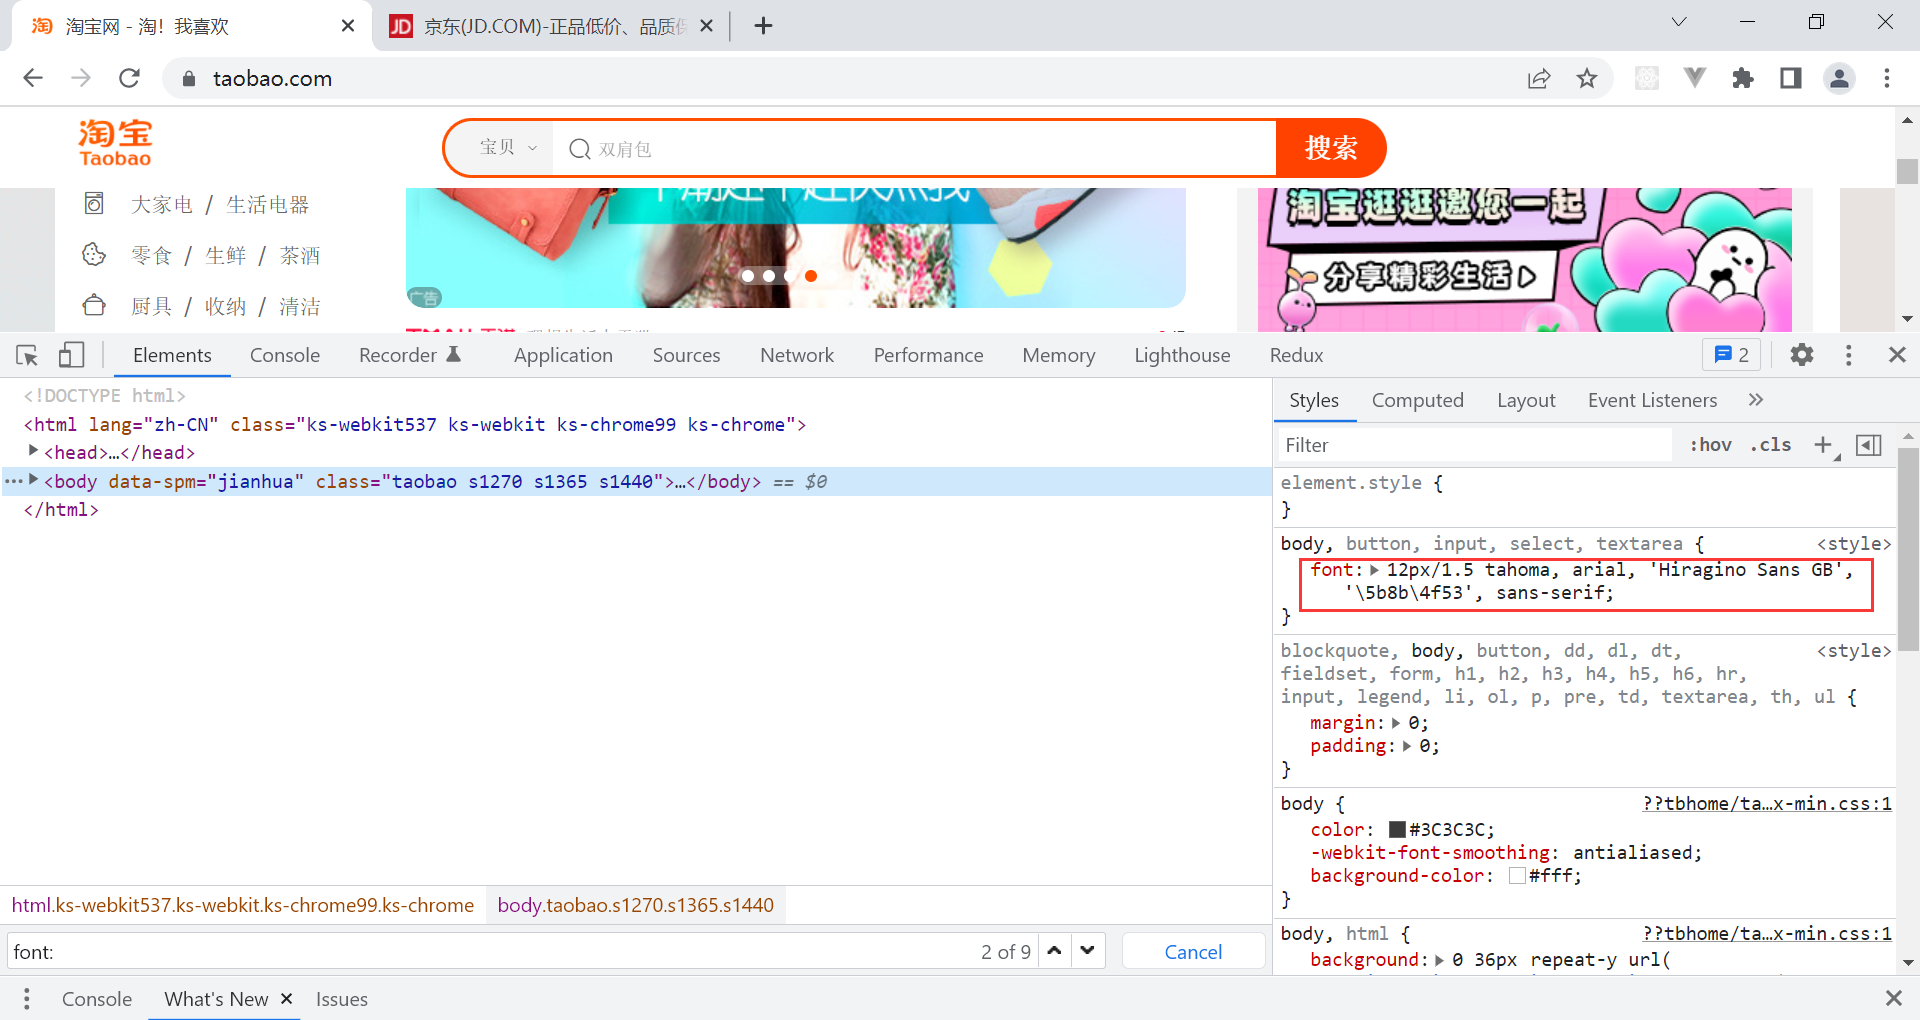 淘宝网 - 淘！我喜欢
京东(JD.COM)-正品低价、品质保
taobao.com
淘宝
Taobao
宝贝
双肩包
搜索
大家电 / 生活电器
零食 / 生鲜 / 茶酒
厨具 / 收纳 / 清洁
广告
淘宝逛逛邀您一起
分享精彩生活
Elements
Console
Recorder
Application
Sources
Network
Performance
Memory
Lighthouse
Redux
2
<!DOCTYPE html>
<html lang="zh-CN" class="ks-webkit537 ks-webkit ks-chrome99 ks-chrome">
<head>…</head>
<body data-spm="jianhua" class="taobao s1270 s1365 s1440">…</body> == $0
</html>
html.ks-webkit537.ks-webkit.ks-chrome99.ks-chrome
body.taobao.s1270.s1365.s1440
font:
2 of 9
Cancel
Styles
Computed
Layout
Event Listeners
Filter
:hov
.cls
element.style {
}
body, button, input, select, textarea {
<style>
font: 12px/1.5 tahoma, arial, 'Hiragino Sans GB',
'\5b8b\4f53', sans-serif;
}
blockquote, body, button, dd, dl, dt,
<style>
fieldset, form, h1, h2, h3, h4, h5, h6, hr,
input, legend, li, ol, p, pre, td, textarea, th, ul {
margin: 0;
padding: 0;
}
body {
??tbhome/ta…x-min.css:1
color: #3C3C3C;
-webkit-font-smoothing: antialiased;
background-color: #fff;
}
body, html {
??tbhome/ta…x-min.css:1
background: 0 36px repeat-y url(
Console
What's New
Issues